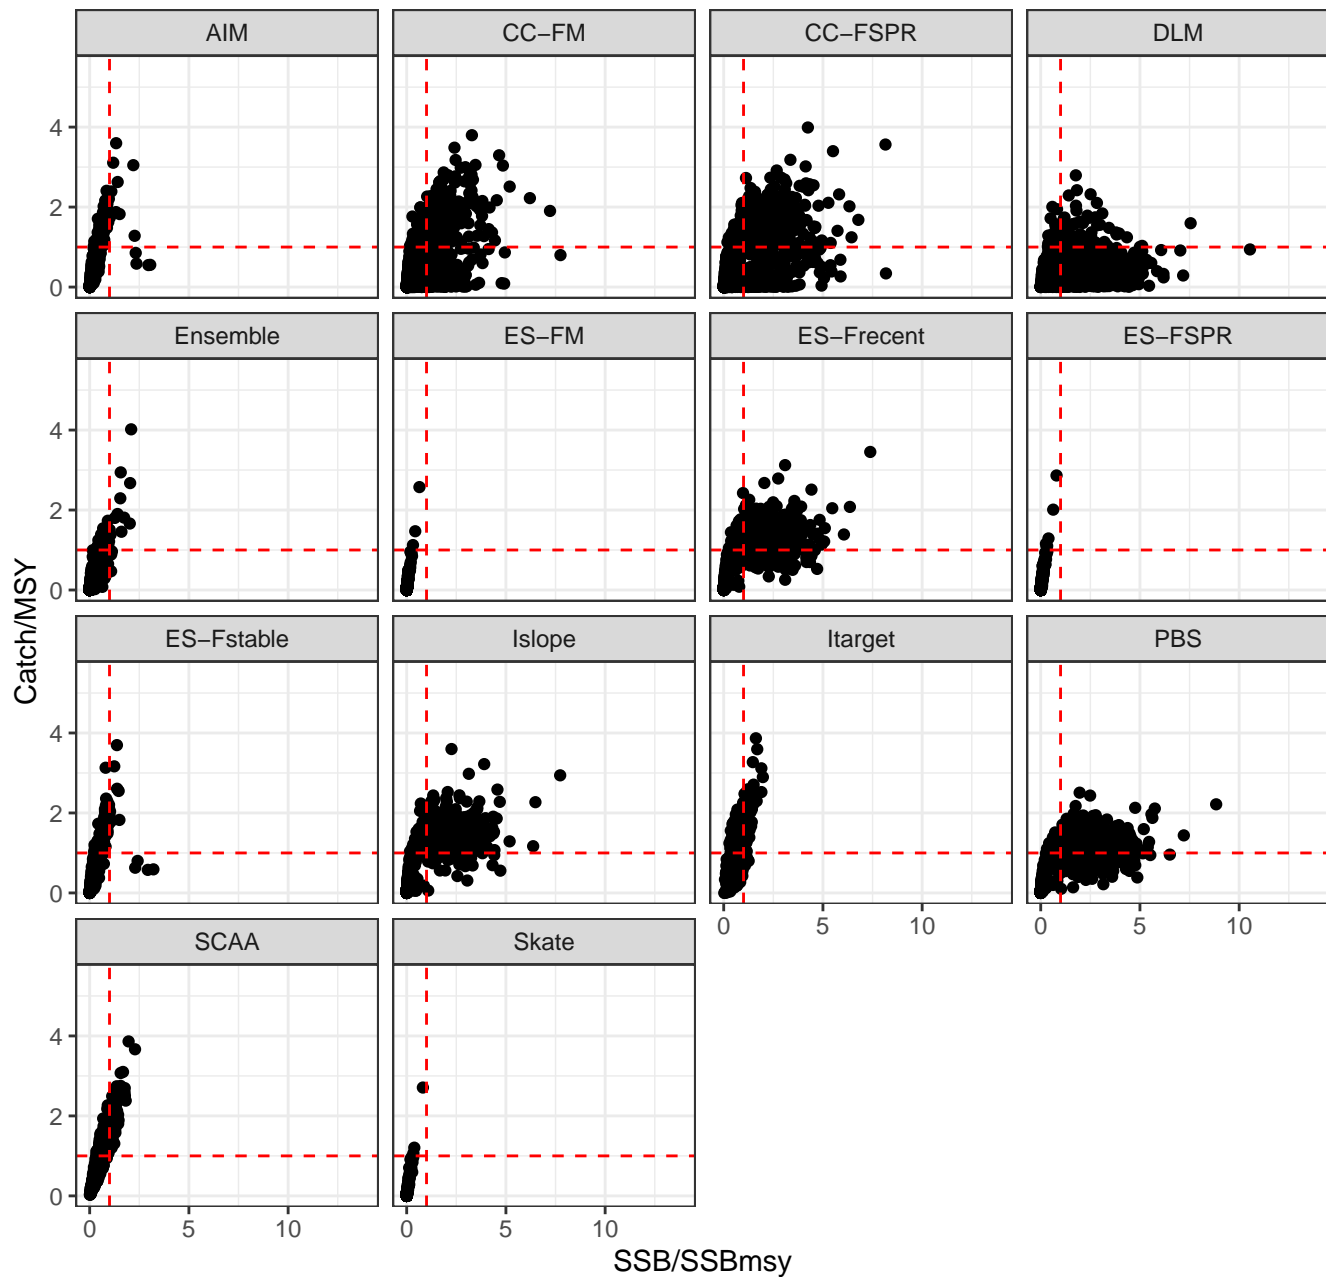 AIM CC−FM CC−FSPR DLM
4
2
0
Ensemble ES−FM ES−Frecent ES−FSPR
4
2
0
ES−Fstable Islope Itarget PBS
4
2
0
0 5 10 0 5 10
SCAA Skate
4
2
0
0 5 10 0 5 10
SSB/SSBmsy
Catch/MSY